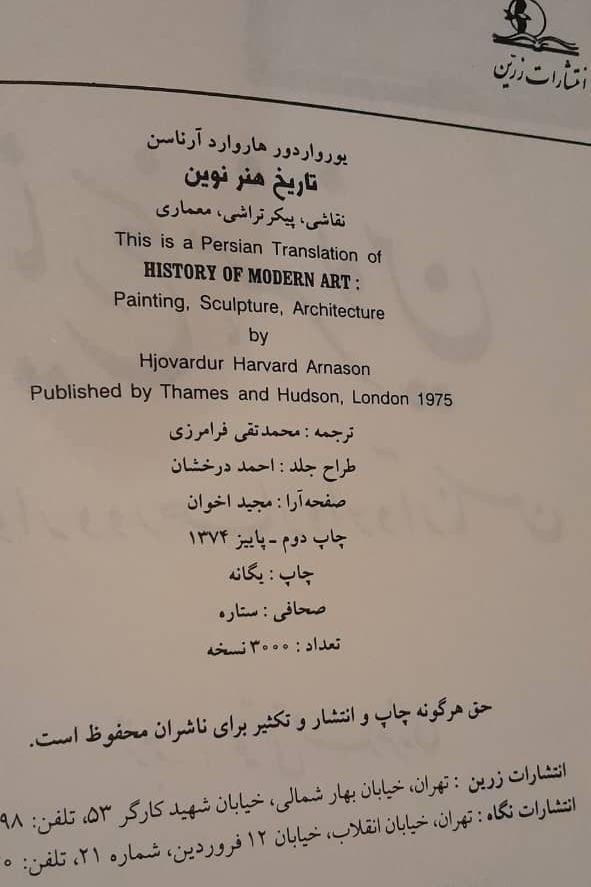 انتشارات زرّین
یورواردور هاروارد آرناسن
تاریخ هنر نوین
نقاشی، پیکرتراشی، معماری
This is a Persian Translation of
HISTORY OF MODERN ART :
Painting, Sculpture, Architecture
by
Hjovardur Harvard Arnason
Published by Thames and Hudson, London 1975
ترجمه : محمدتقی فرامرزی
طراح جلد : احمد درخشان
صفحه‌آرا : مجید اخوان
چاپ دوم ـ پاییز ۱۳۷۴
چاپ : یگانه
صحافی : ستاره
تعداد : ۳۰۰۰ نسخه
حق هرگونه چاپ و انتشار و تکثیر برای ناشران محفوظ است.
انتشارات زرین : تهران، خیابان بهار شمالی، خیابان شهید کارگر ۵۳، تلفن: ۹۸
انتشارات نگاه : تهران، خیابان انقلاب، خیابان ۱۲ فروردین، شماره ۲۱، تلفن: ۰